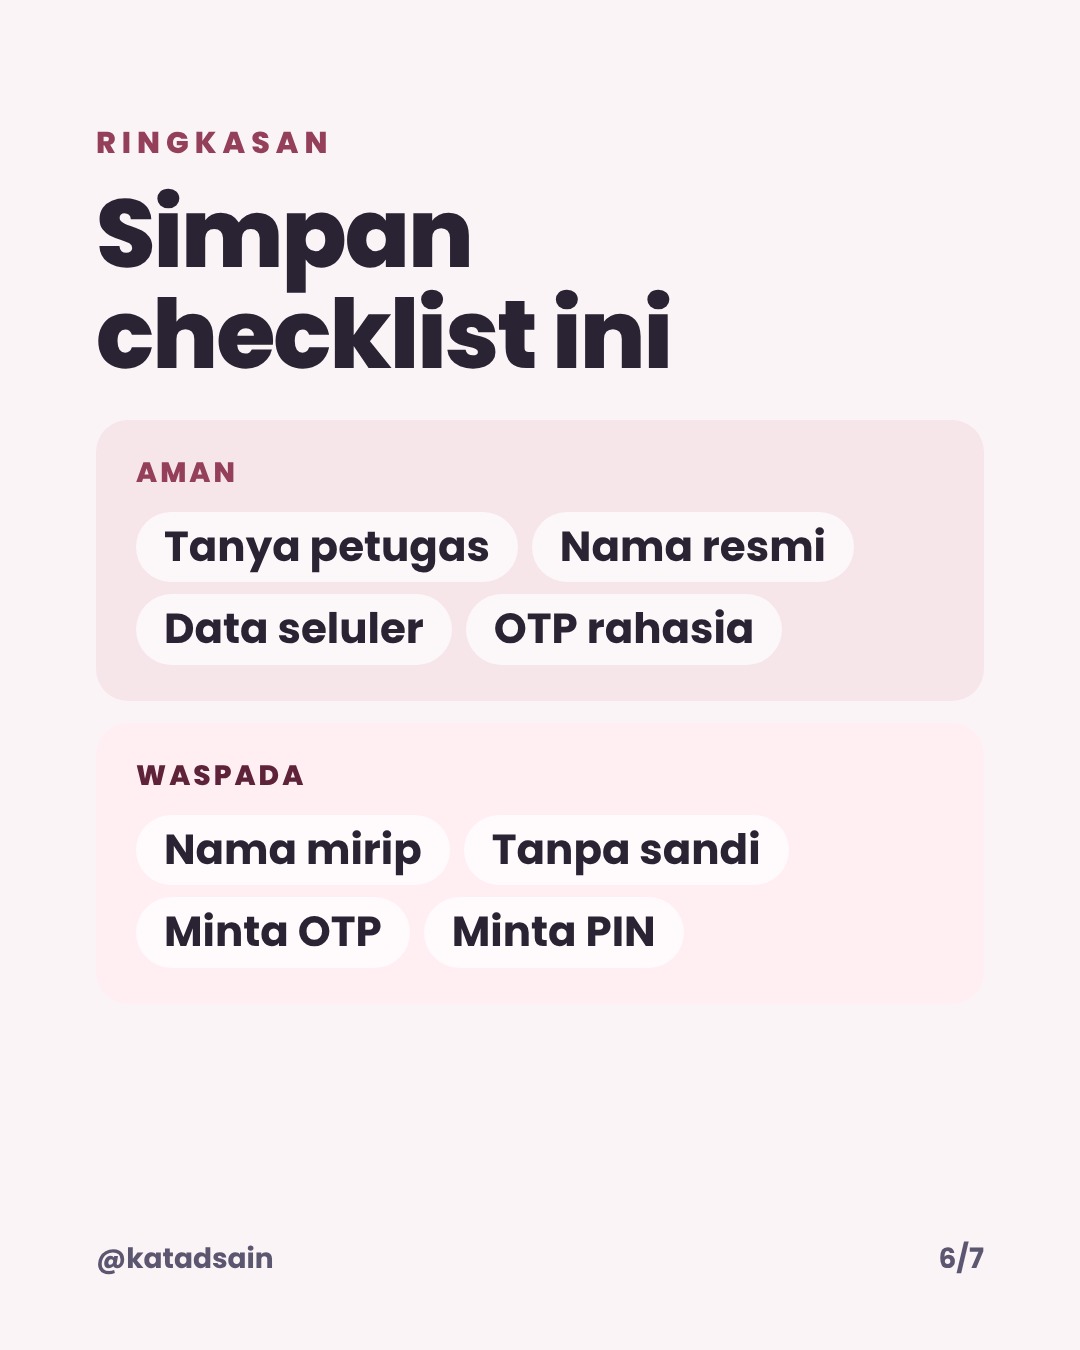 RINGKASAN
Simpan
checklist ini
AMAN
Tanya petugas
Nama resmi
Data seluler
OTP rahasia
WASPADA
Nama mirip
Tanpa sandi
Minta OTP
Minta PIN
@katadsain
6/7